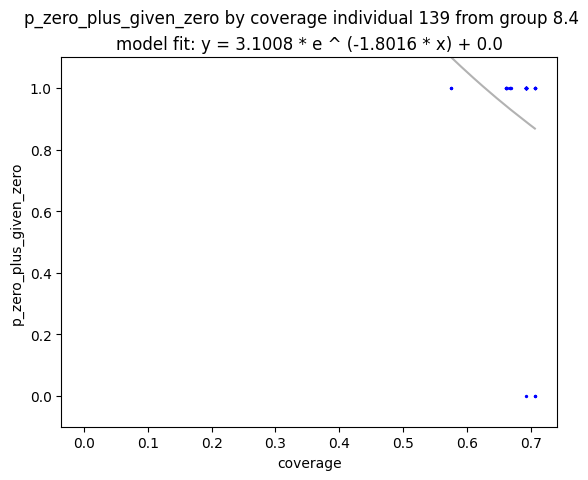 p_zero_plus_given_zero by coverage individual 139 from group 8.4
model fit: y = 3.1008 * e ^ (-1.8016 * x) + 0.0
1.0
0.8
0.6
0.4
0.2
0.0
p_zero_plus_given_zero
0.0 0.1 0.2 0.3 0.4 0.5 0.6 0.7
coverage